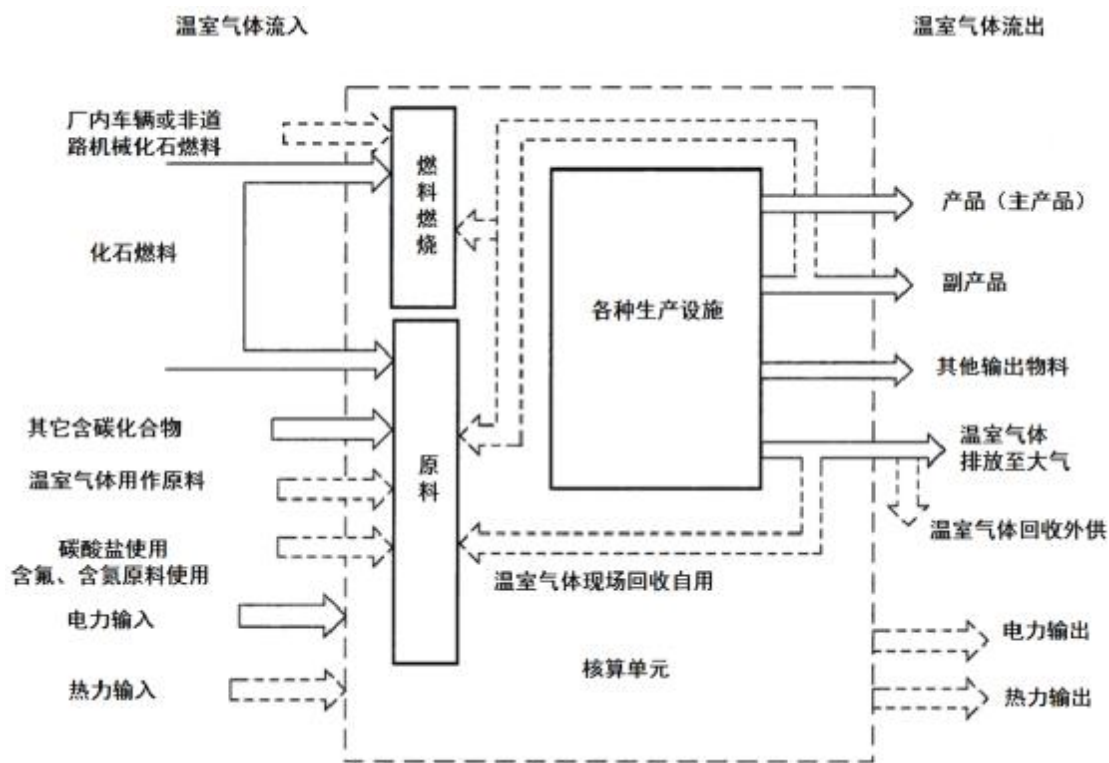 温室气体流入
温室气体流出
厂内车辆或非道
路机械化石燃料
化石燃料
其它含碳化合物
温室气体用作原料
碳酸盐使用
含氟、含氮原料使用
电力输入
热力输入
燃料燃烧
原料
各种生产设施
温室气体现场回收自用
核算单元
产品（主产品）
副产品
其他输出物料
温室气体
排放至大气
温室气体回收外供
电力输出
热力输出